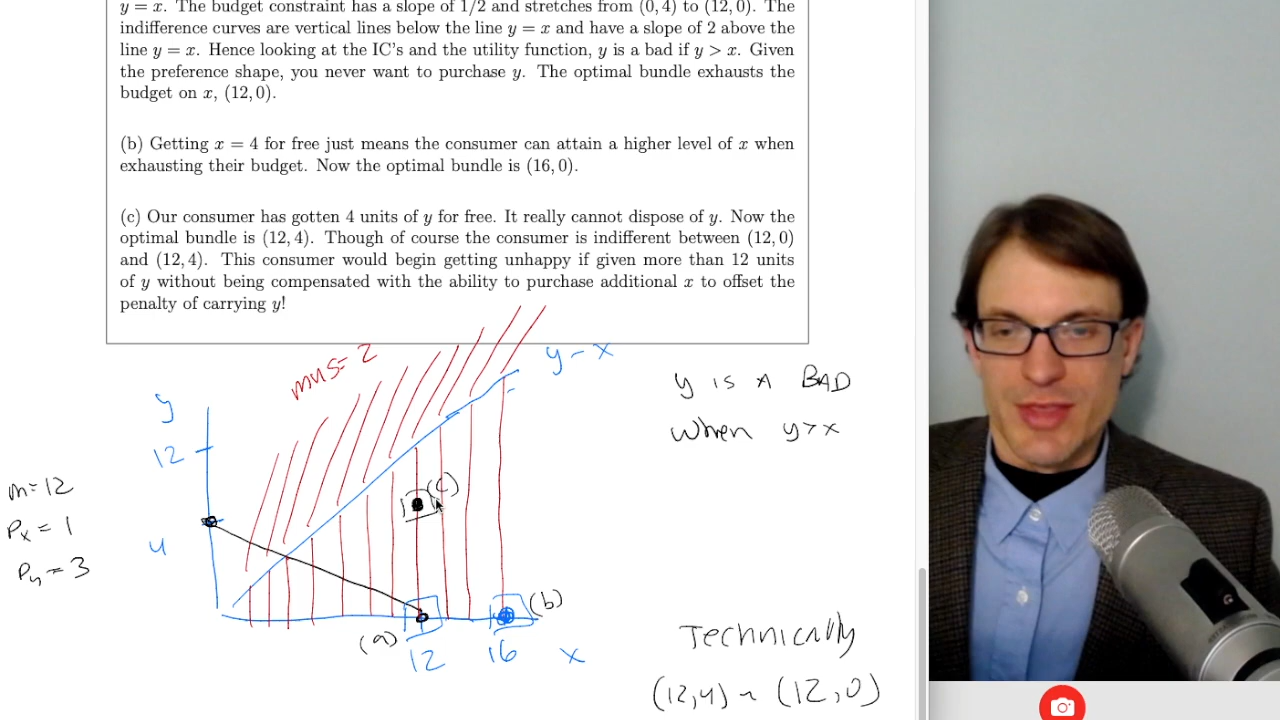 y = x. The budget constraint has a slope of 1/2 and stretches from (0, 4) to (12, 0). The
indifference curves are vertical lines below the line y = x and have a slope of 2 above the
line y = x. Hence looking at the IC's and the utility function, y is a bad if y > x. Given
the preference shape, you never want to purchase y. The optimal bundle exhausts the
budget on x, (12, 0).
(b) Getting x = 4 for free just means the consumer can attain a higher level of x when
exhausting their budget. Now the optimal bundle is (16, 0).
(c) Our consumer has gotten 4 units of y for free. It really cannot dispose of y. Now the
optimal bundle is (12, 4). Though of course the consumer is indifferent between (12, 0)
and (12, 4). This consumer would begin getting unhappy if given more than 12 units
of y without being compensated with the ability to purchase additional x to offset the
penalty of carrying y!
mus= 2
y - x
y IS A BAD
when y>x
y
12
m=12
Px = 1
Py = 3
4
(c)
(a)
(b)
12
16
x
Technically
(12,4) ~ (12,0)